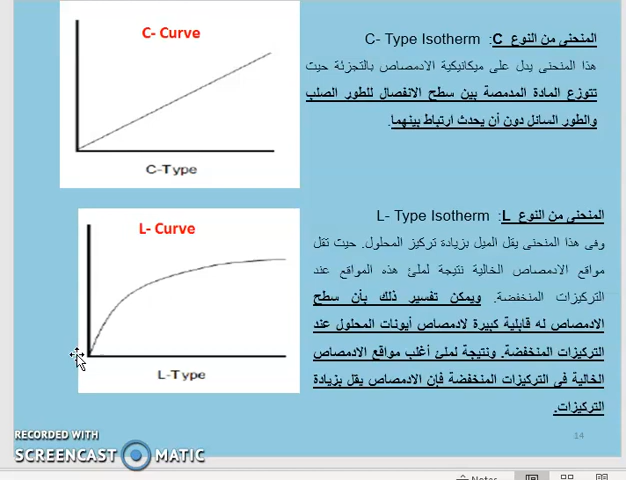 C- Curve
C-Type
المنحنى من النوع C: C- Type Isotherm
هذا المنحنى يدل على ميكانيكية الادمصاص بالتجزئة حيث
تتوزع المادة المدمصة بين سطح الانفصال للطور الصلب
والطور السائل دون أن يحدث ارتباط بينهما.
L- Curve
L-Type
المنحنى من النوع L: L- Type Isotherm
وفى هذا المنحنى يقل الميل بزيادة تركيز المحلول. حيث تقل
مواقع الادمصاص الخالية نتيجة لملئ هذه المواقع عند
التركيزات المنخفضة. ويمكن تفسير ذلك بأن سطح
الادمصاص له قابلية كبيرة لادمصاص أيونات المحلول عند
التركيزات المنخفضة. ونتيجة لملئ أغلب مواقع الادمصاص
الخالية فى التركيزات المنخفضة فإن الادمصاص يقل بزيادة
التركيزات.
14
RECORDED WITH
SCREENCAST MATIC
Notes